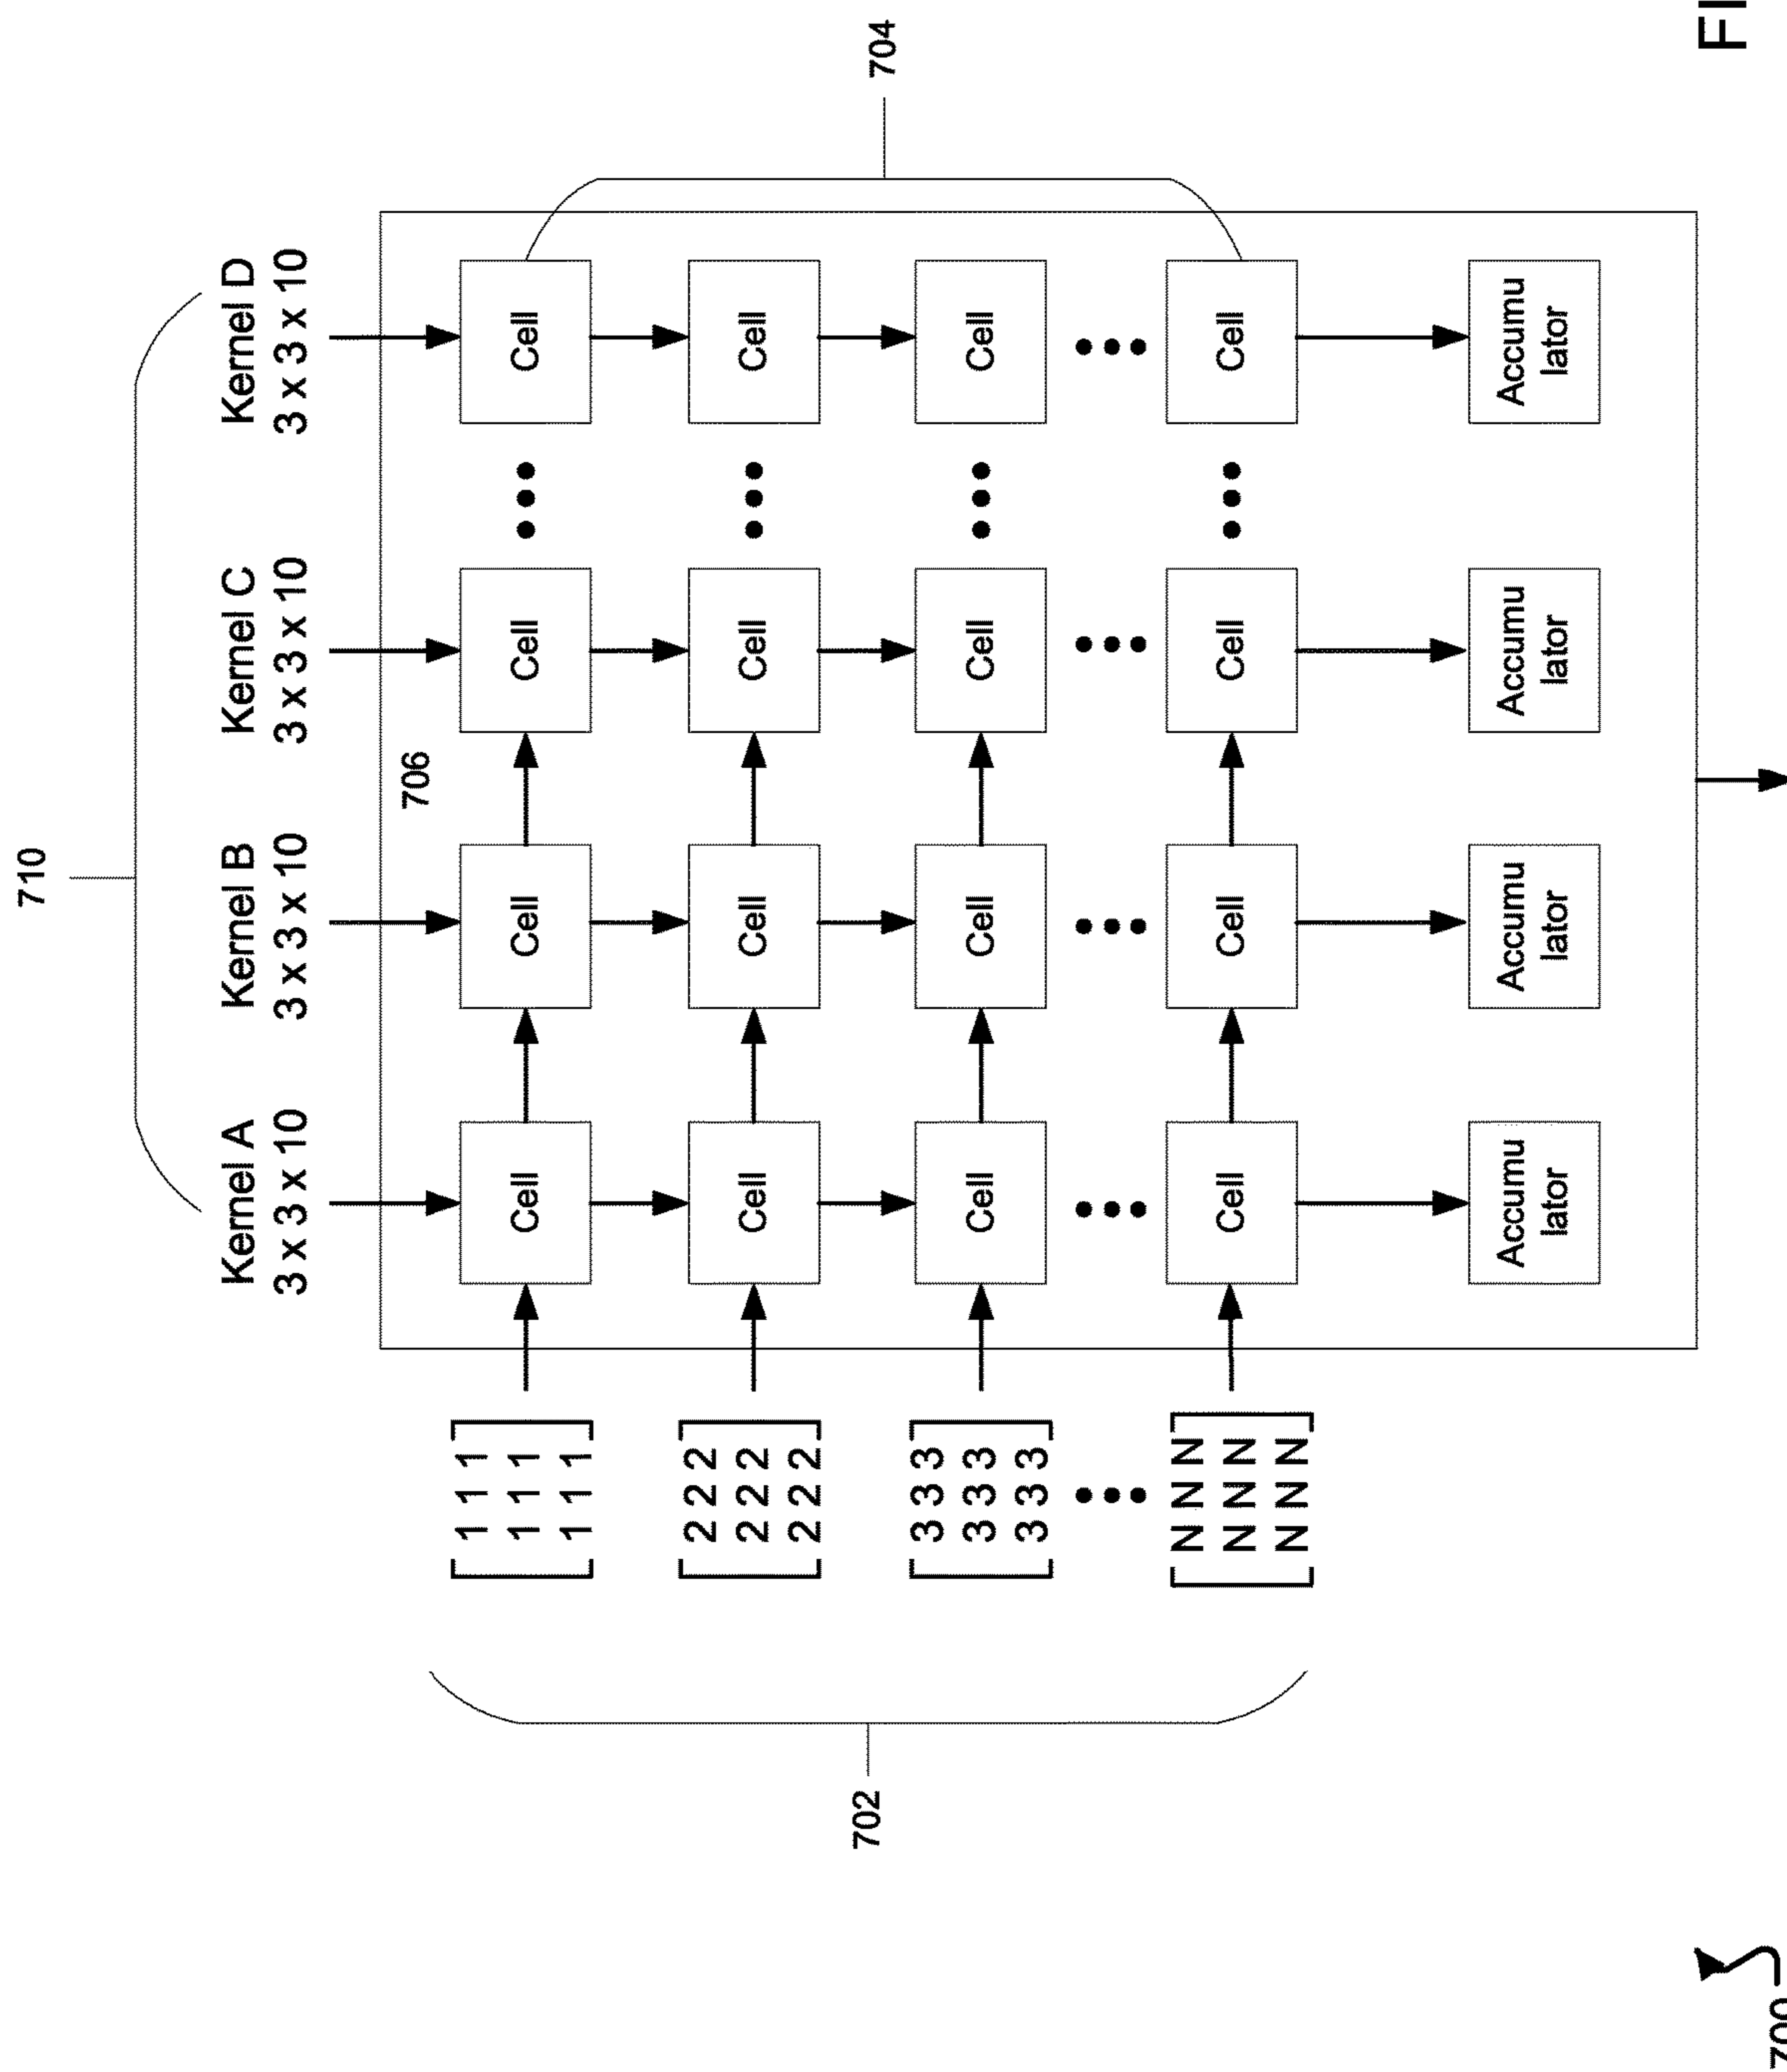 710
Kernel A
3 x 3 x 10
Kernel B
3 x 3 x 10
Kernel C
3 x 3 x 10
Kernel D
3 x 3 x 10
706
1 1 1
1 1 1
1 1 1
Cell
Cell
Cell
Cell
2 2 2
2 2 2
2 2 2
Cell
Cell
Cell
Cell
702
704
3 3 3
3 3 3
3 3 3
Cell
Cell
Cell
Cell
N N N
N N N
N N N
Cell
Cell
Cell
Cell
Accumu
lator
Accumu
lator
Accumu
lator
Accumu
lator
FI
700